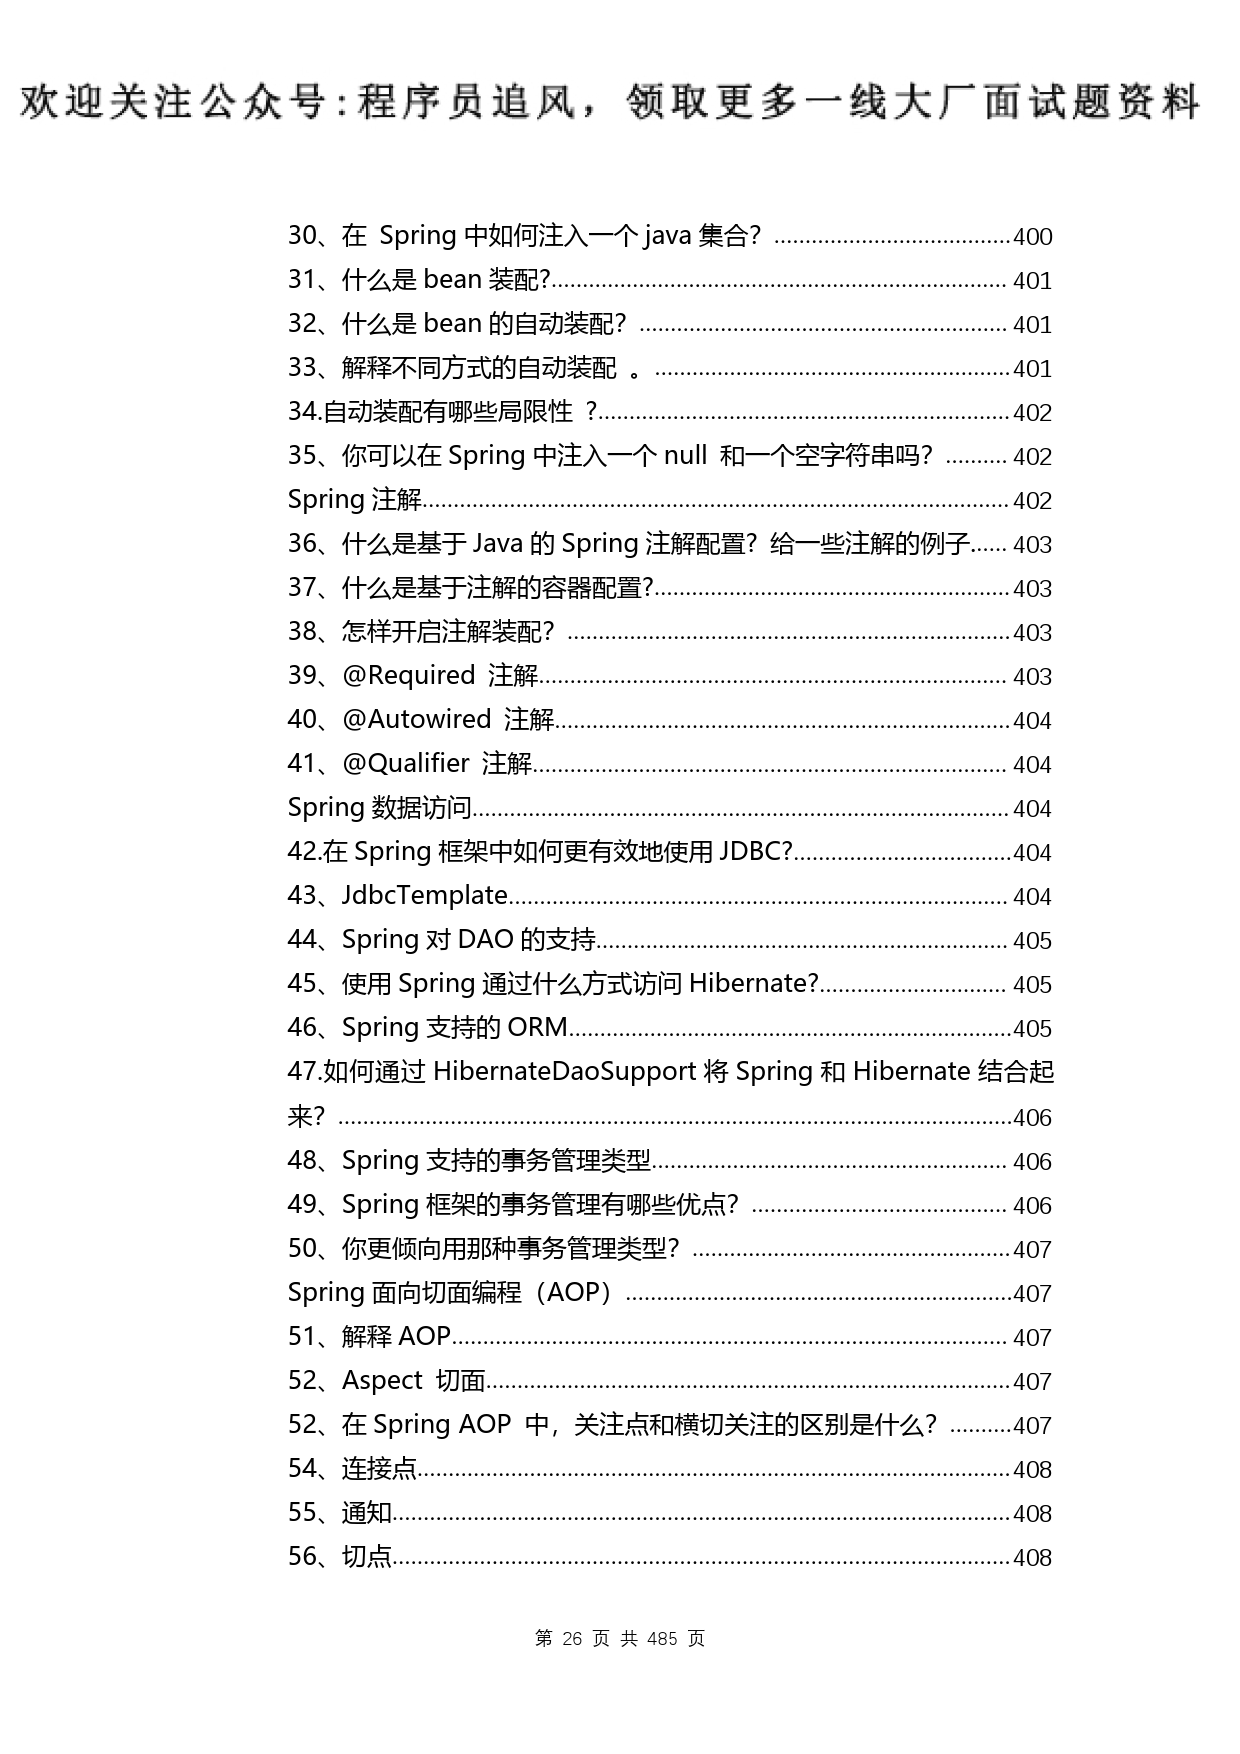 欢迎关注公众号:程序员追风，领取更多一线大厂面试题资料
30、在 Spring 中如何注入一个 java 集合？......................................400
31、什么是 bean 装配?......................................................................... 401
32、什么是 bean 的自动装配？........................................................... 401
33、解释不同方式的自动装配 。.........................................................401
34.自动装配有哪些局限性 ?..................................................................402
35、你可以在 Spring 中注入一个 null 和一个空字符串吗？.......... 402
Spring 注解..............................................................................................402
36、什么是基于 Java 的 Spring 注解配置? 给一些注解的例子...... 403
37、什么是基于注解的容器配置?.........................................................403
38、怎样开启注解装配？.......................................................................403
39、@Required 注解........................................................................... 403
40、@Autowired 注解.........................................................................404
41、@Qualifier 注解............................................................................ 404
Spring 数据访问......................................................................................404
42.在 Spring 框架中如何更有效地使用 JDBC?...................................404
43、JdbcTemplate................................................................................ 404
44、Spring 对 DAO 的支持.................................................................. 405
45、使用 Spring 通过什么方式访问 Hibernate?.............................. 405
46、Spring 支持的 ORM.......................................................................405
47.如何通过 HibernateDaoSupport 将 Spring 和 Hibernate 结合起
来？............................................................................................................406
48、Spring 支持的事务管理类型......................................................... 406
49、Spring 框架的事务管理有哪些优点？......................................... 406
50、你更倾向用那种事务管理类型？...................................................407
Spring 面向切面编程（AOP）..............................................................407
51、解释 AOP......................................................................................... 407
52、Aspect 切面....................................................................................407
52、在 Spring AOP 中，关注点和横切关注的区别是什么？..........407
54、连接点...............................................................................................408
55、通知...................................................................................................408
56、切点...................................................................................................408
第 26 页 共 485 页